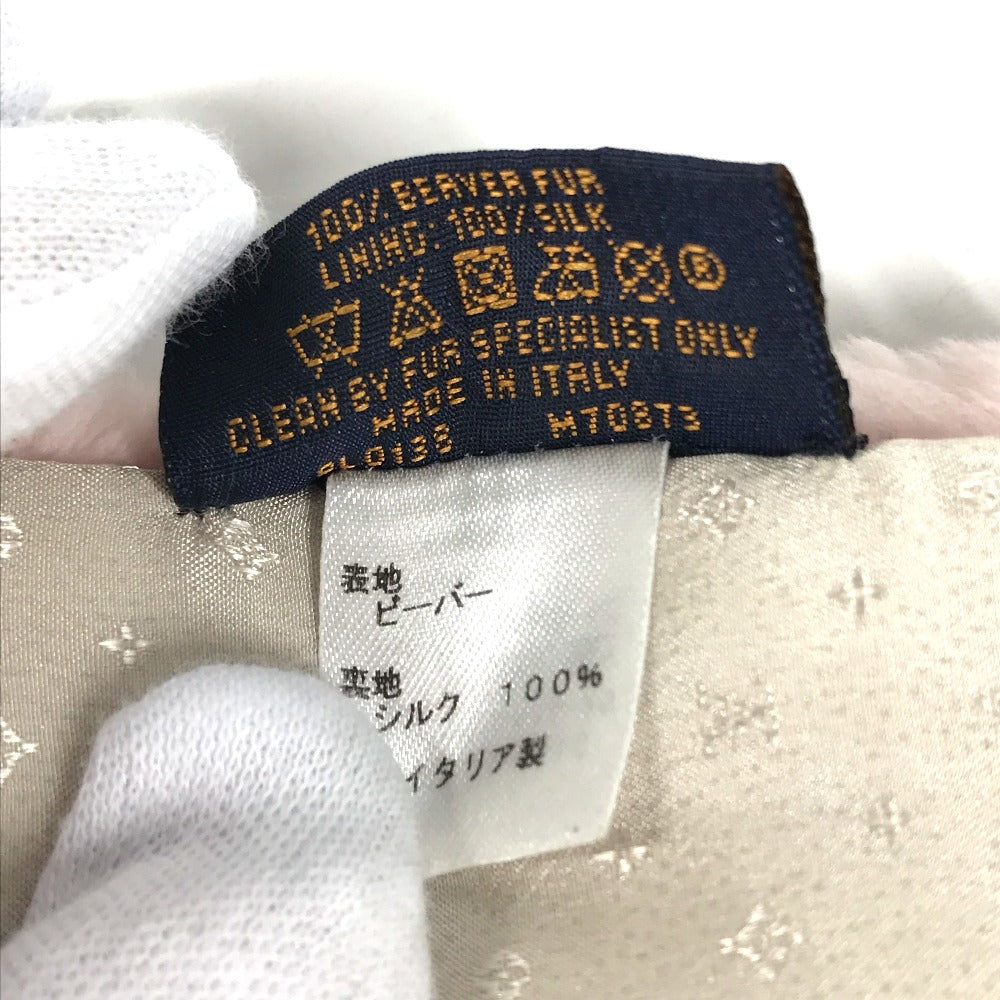 100% BERVER FUR
LINING: 100% SILK
CLEAN BY FUR SPECIALIST ONLY
MADE IN ITALY
M70873
表地
ビーバー
裏地
シルク 100%
イタリア製